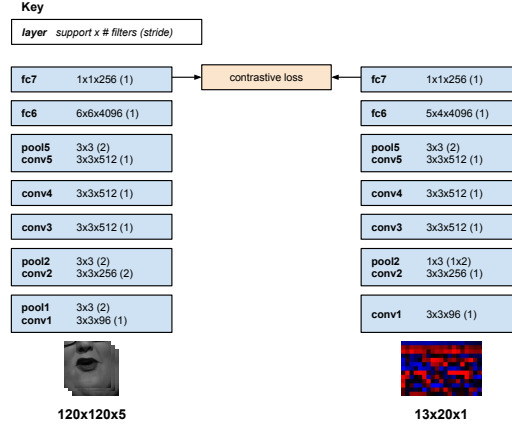 Key
layer support x # filters (stride)
fc7 1x1x256 (1)
contrastive loss
fc7 1x1x256 (1)
fc6 6x6x4096 (1)
fc6 5x4x4096 (1)
pool5 3x3 (2)
conv5 3x3x512 (1)
pool5 3x3 (2)
conv5 3x3x512 (1)
conv4 3x3x512 (1)
conv4 3x3x512 (1)
conv3 3x3x512 (1)
conv3 3x3x512 (1)
pool2 3x3 (2)
conv2 3x3x256 (2)
pool2 1x3 (1x2)
conv2 3x3x256 (1)
pool1 3x3 (2)
conv1 3x3x96 (1)
conv1 3x3x96 (1)
120x120x5
13x20x1